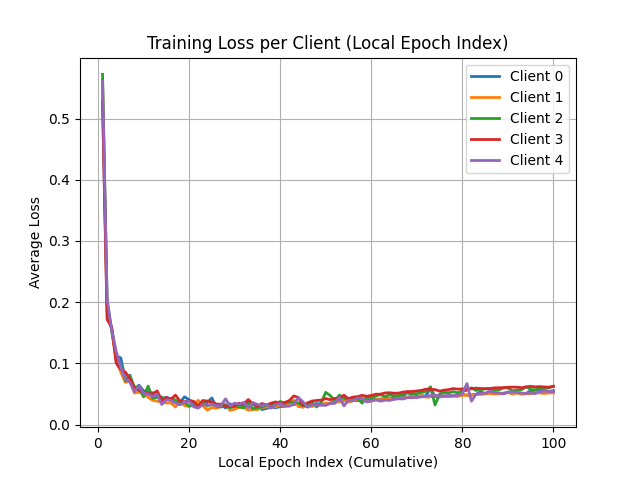 Training Loss per Client (Local Epoch Index)
Client 0
Client 1
Client 2
Client 3
Client 4
Average Loss
0.5
0.4
0.3
0.2
0.1
0.0
0 20 40 60 80 100
Local Epoch Index (Cumulative)